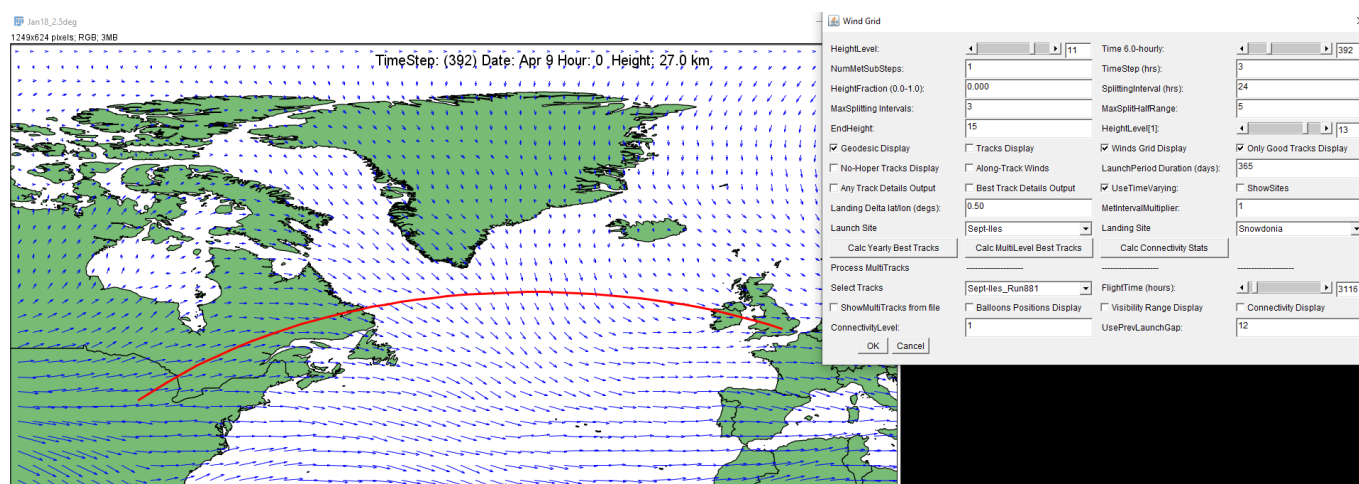 Jan18_2.5deg
1249x624 pixels; RGB; 3MB
TimeStep: (392) Date: Apr 9 Hour: 0 Height: 27.0 km
Wind Grid
HeightLevel: 11 Time 6.0-hourly: 392
NumMetSubSteps: 1 TimeStep (hrs): 3
HeightFraction (0.0-1.0): 0.000 SplittingInterval (hrs): 24
MaxSplitting Intervals: 3 MaxSplitHalfRange: 5
EndHeight: 15 HeightLevel[1]: 13
Geodesic Display Tracks Display Winds Grid Display Only Good Tracks Display
No-Hoper Tracks Display Along-Track Winds LaunchPeriod Duration (days): 365
Any Track Details Output Best Track Details Output UseTimeVarying: ShowSites
Landing Delta lat/lon (degs): 0.50 MetIntervalMultiplier: 1
Launch Site Sept-Iles Landing Site Snowdonia
Calc Yearly Best Tracks Calc MultiLevel Best Tracks Calc Connectivity Stats
Process MultiTracks -------------------- -------------------- --------------------
Select Tracks Sept-Iles_Run881 FlightTime (hours): 3116
ShowMultiTracks from file Balloons Positions Display Visibility Range Display Connectivity Display
ConnectivityLevel: 1 UsePrevLaunchGap: 12
OK Cancel